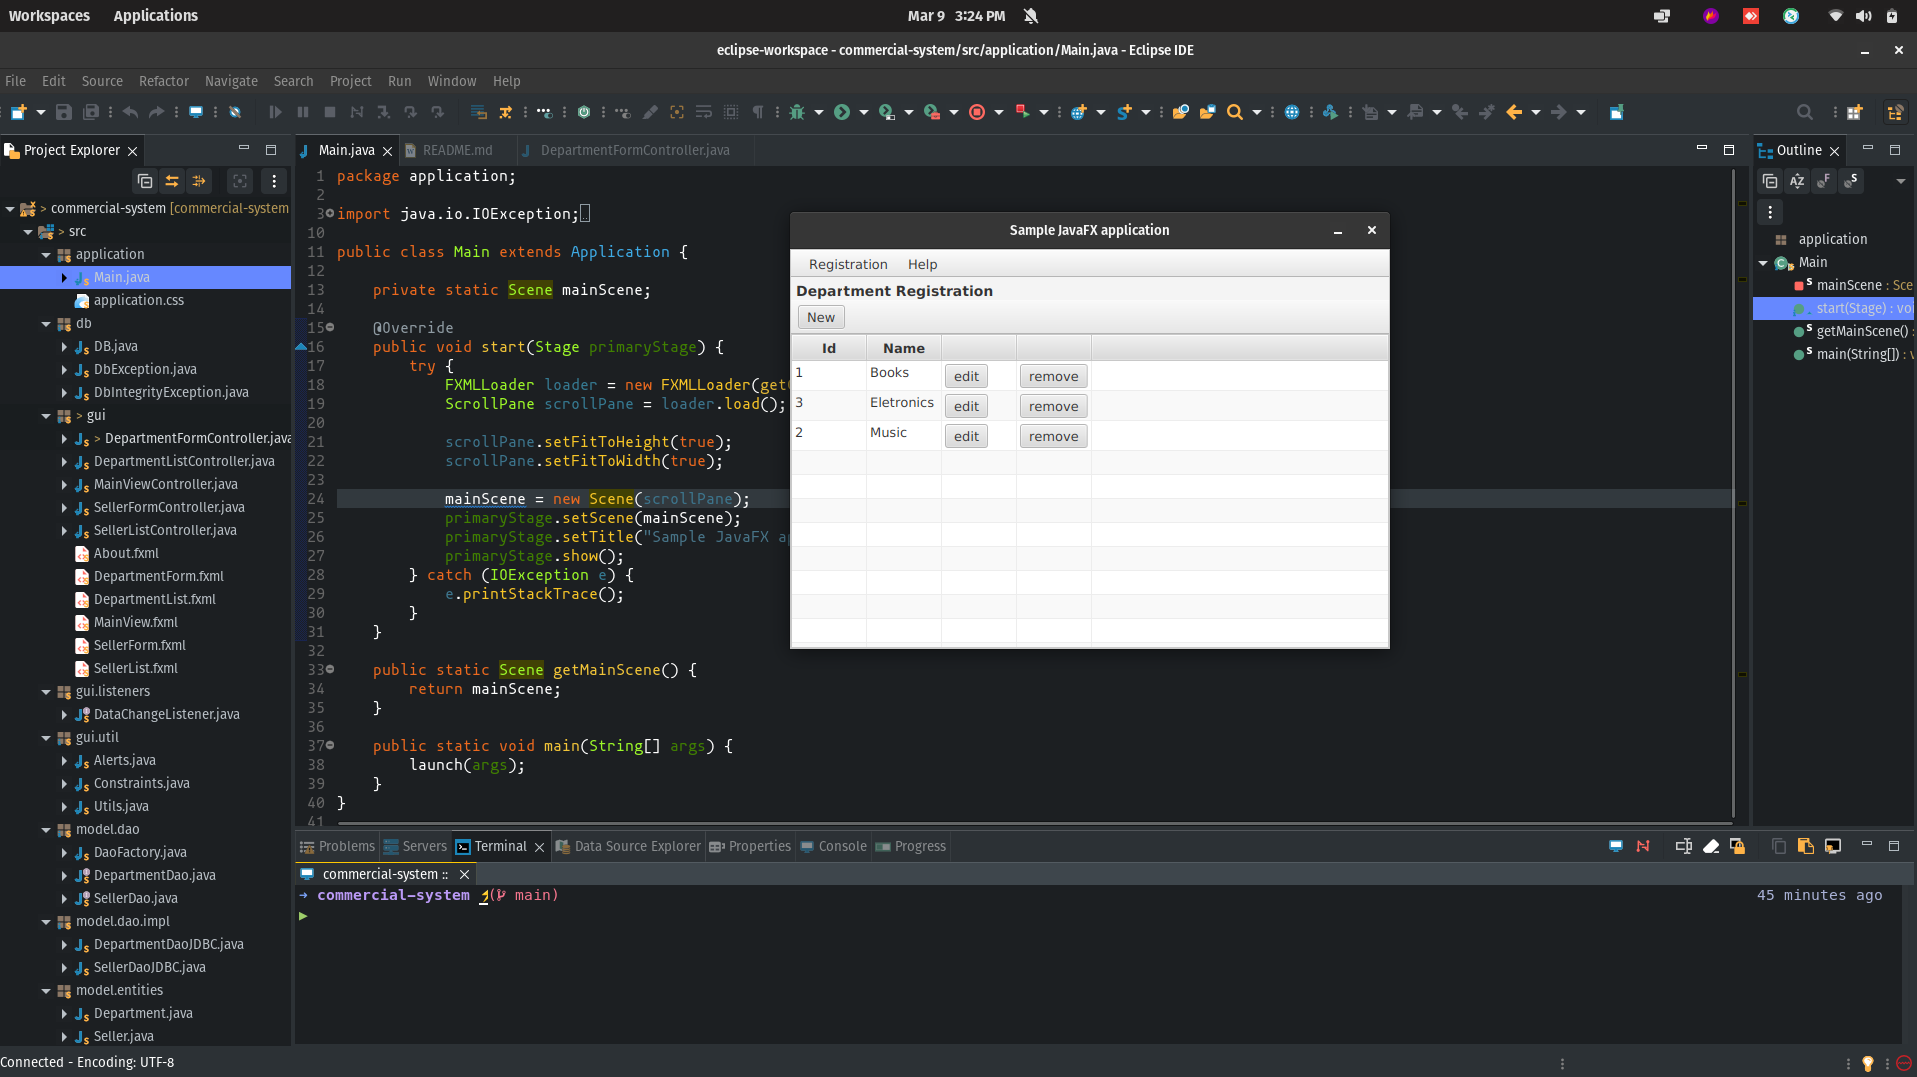 Workspaces Applications Mar 9 3:24 PM
eclipse-workspace - commercial-system/src/application/Main.java - Eclipse IDE
File Edit Source Refactor Navigate Search Project Run Window Help
Project Explorer
> commercial-system [commercial-system
> src
application
Main.java
application.css
db
DB.java
DbException.java
DbIntegrityException.java
> gui
> DepartmentFormController.java
DepartmentListController.java
MainViewController.java
SellerFormController.java
SellerListController.java
About.fxml
DepartmentForm.fxml
DepartmentList.fxml
MainView.fxml
SellerForm.fxml
SellerList.fxml
gui.listeners
DataChangeListener.java
gui.util
Alerts.java
Constraints.java
Utils.java
model.dao
DaoFactory.java
DepartmentDao.java
SellerDao.java
model.dao.impl
DepartmentDaoJDBC.java
SellerDaoJDBC.java
model.entities
Department.java
Seller.java
Main.java README.md DepartmentFormController.java
1 package application;
2
3 import java.io.IOException;
10
11 public class Main extends Application {
12
13 private static Scene mainScene;
14
15 @Override
16 public void start(Stage primaryStage) {
17 try {
18 FXMLLoader loader = new FXMLLoader(get
19 ScrollPane scrollPane = loader.load();
20
21 scrollPane.setFitToHeight(true);
22 scrollPane.setFitToWidth(true);
23
24 mainScene = new Scene(scrollPane);
25 primaryStage.setScene(mainScene);
26 primaryStage.setTitle("Sample JavaFX ap
27 primaryStage.show();
28 } catch (IOException e) {
29 e.printStackTrace();
30 }
31 }
32
33 public static Scene getMainScene() {
34 return mainScene;
35 }
36
37 public static void main(String[] args) {
38 launch(args);
39 }
40 }
41
Sample JavaFX application
Registration Help
Department Registration
New
Id Name
1 Books edit remove
3 Eletronics edit remove
2 Music edit remove
Outline
application
Main
mainScene : Sce
start(Stage) : voi
getMainScene() :
main(String[]) : v
Problems Servers Terminal Data Source Explorer Properties Console Progress
commercial-system ::
→ commercial-system ( main) 45 minutes ago
Connected - Encoding: UTF-8